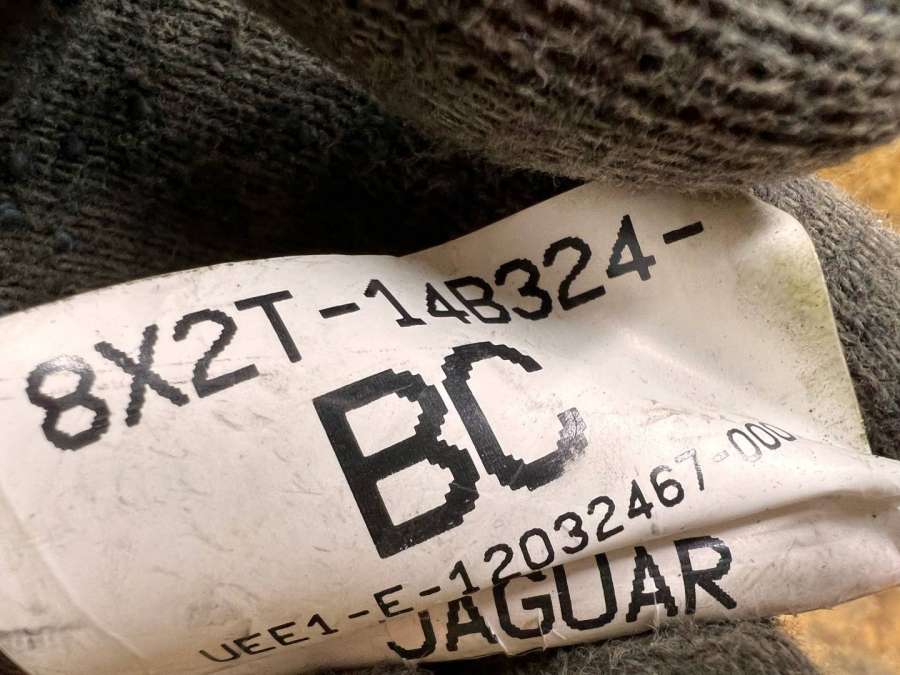 8X2T-14B324-
BC
UEE1-E-12032467-000
JAGUAR